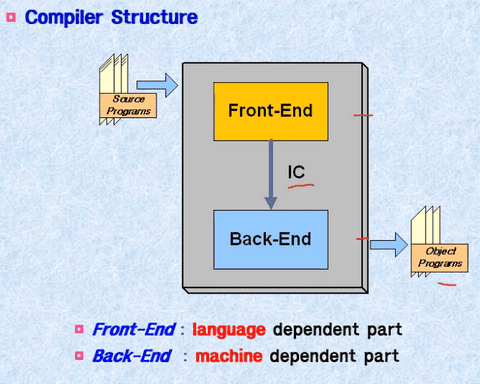 Compiler Structure
Source
Programs
Front-End
IC
Back-End
Object
Programs
Front-End : language dependent part
Back-End : machine dependent part